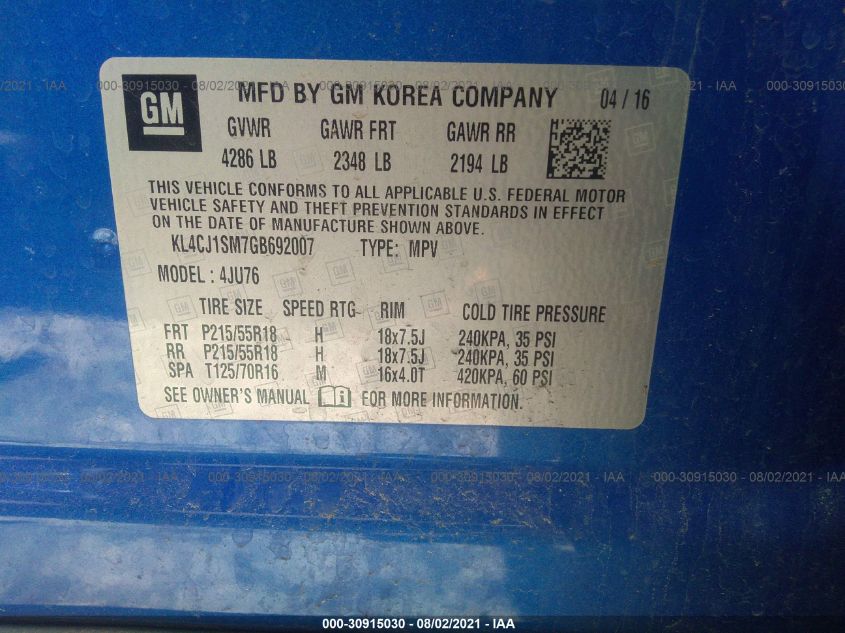 GM
MFD BY GM KOREA COMPANY 04 / 16
GVWR GAWR FRT GAWR RR
4286 LB 2348 LB 2194 LB
THIS VEHICLE CONFORMS TO ALL APPLICABLE U.S. FEDERAL MOTOR
VEHICLE SAFETY AND THEFT PREVENTION STANDARDS IN EFFECT
ON THE DATE OF MANUFACTURE SHOWN ABOVE.
KL4CJ1SM7GB692007 TYPE: MPV
MODEL : 4JU76
TIRE SIZE SPEED RTG RIM COLD TIRE PRESSURE
FRT P215/55R18 H 18x7.5J 240KPA, 35 PSI
RR P215/55R18 H 18x7.5J 240KPA, 35 PSI
SPA T125/70R16 M 16x4.0T 420KPA, 60 PSI
SEE OWNER'S MANUAL FOR MORE INFORMATION.
000-30915030 - 08/02/2021 - IAA